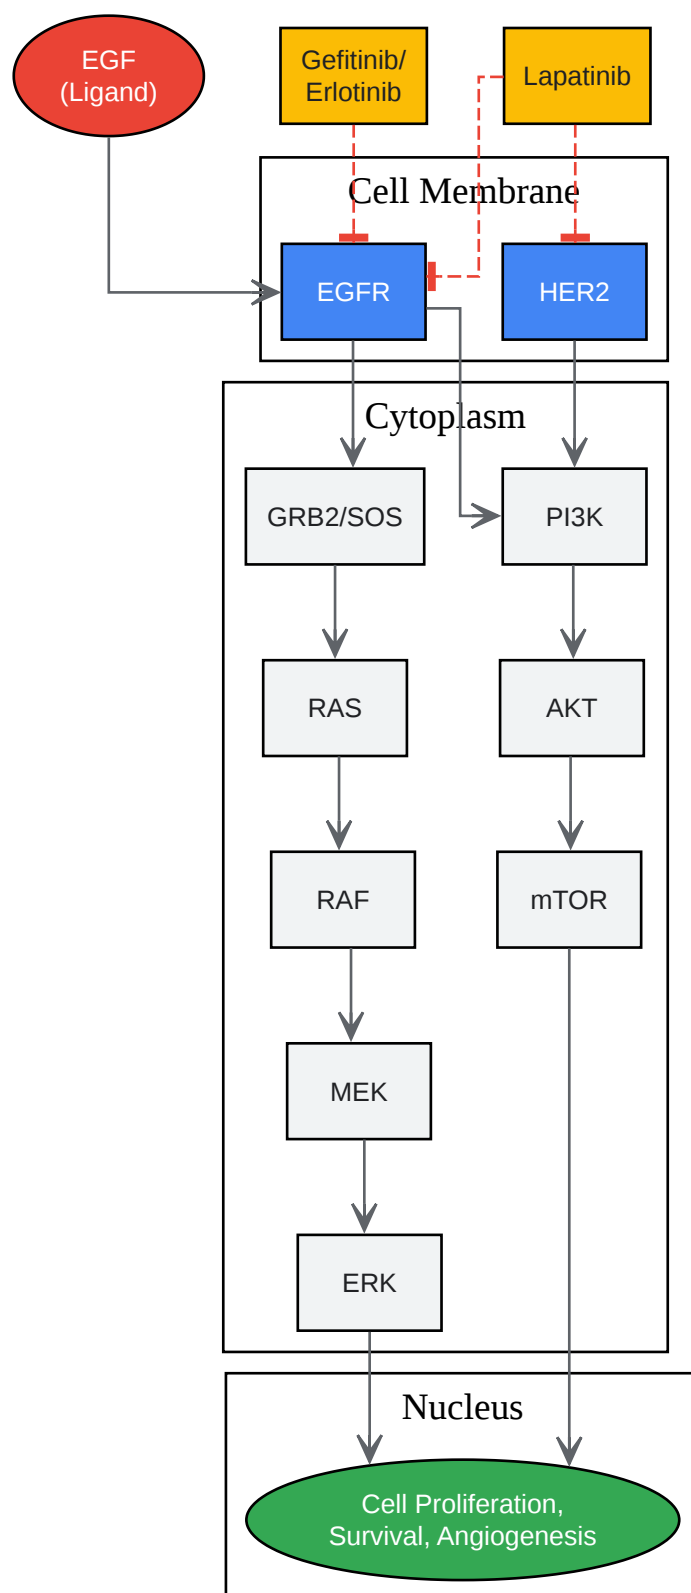 EGF
(Ligand)
Gefitinib/
Erlotinib
Lapatinib
Cell Membrane
EGFR
HER2
Cytoplasm
GRB2/SOS
PI3K
RAS
AKT
RAF
mTOR
MEK
ERK
Nucleus
Cell Proliferation,
Survival, Angiogenesis